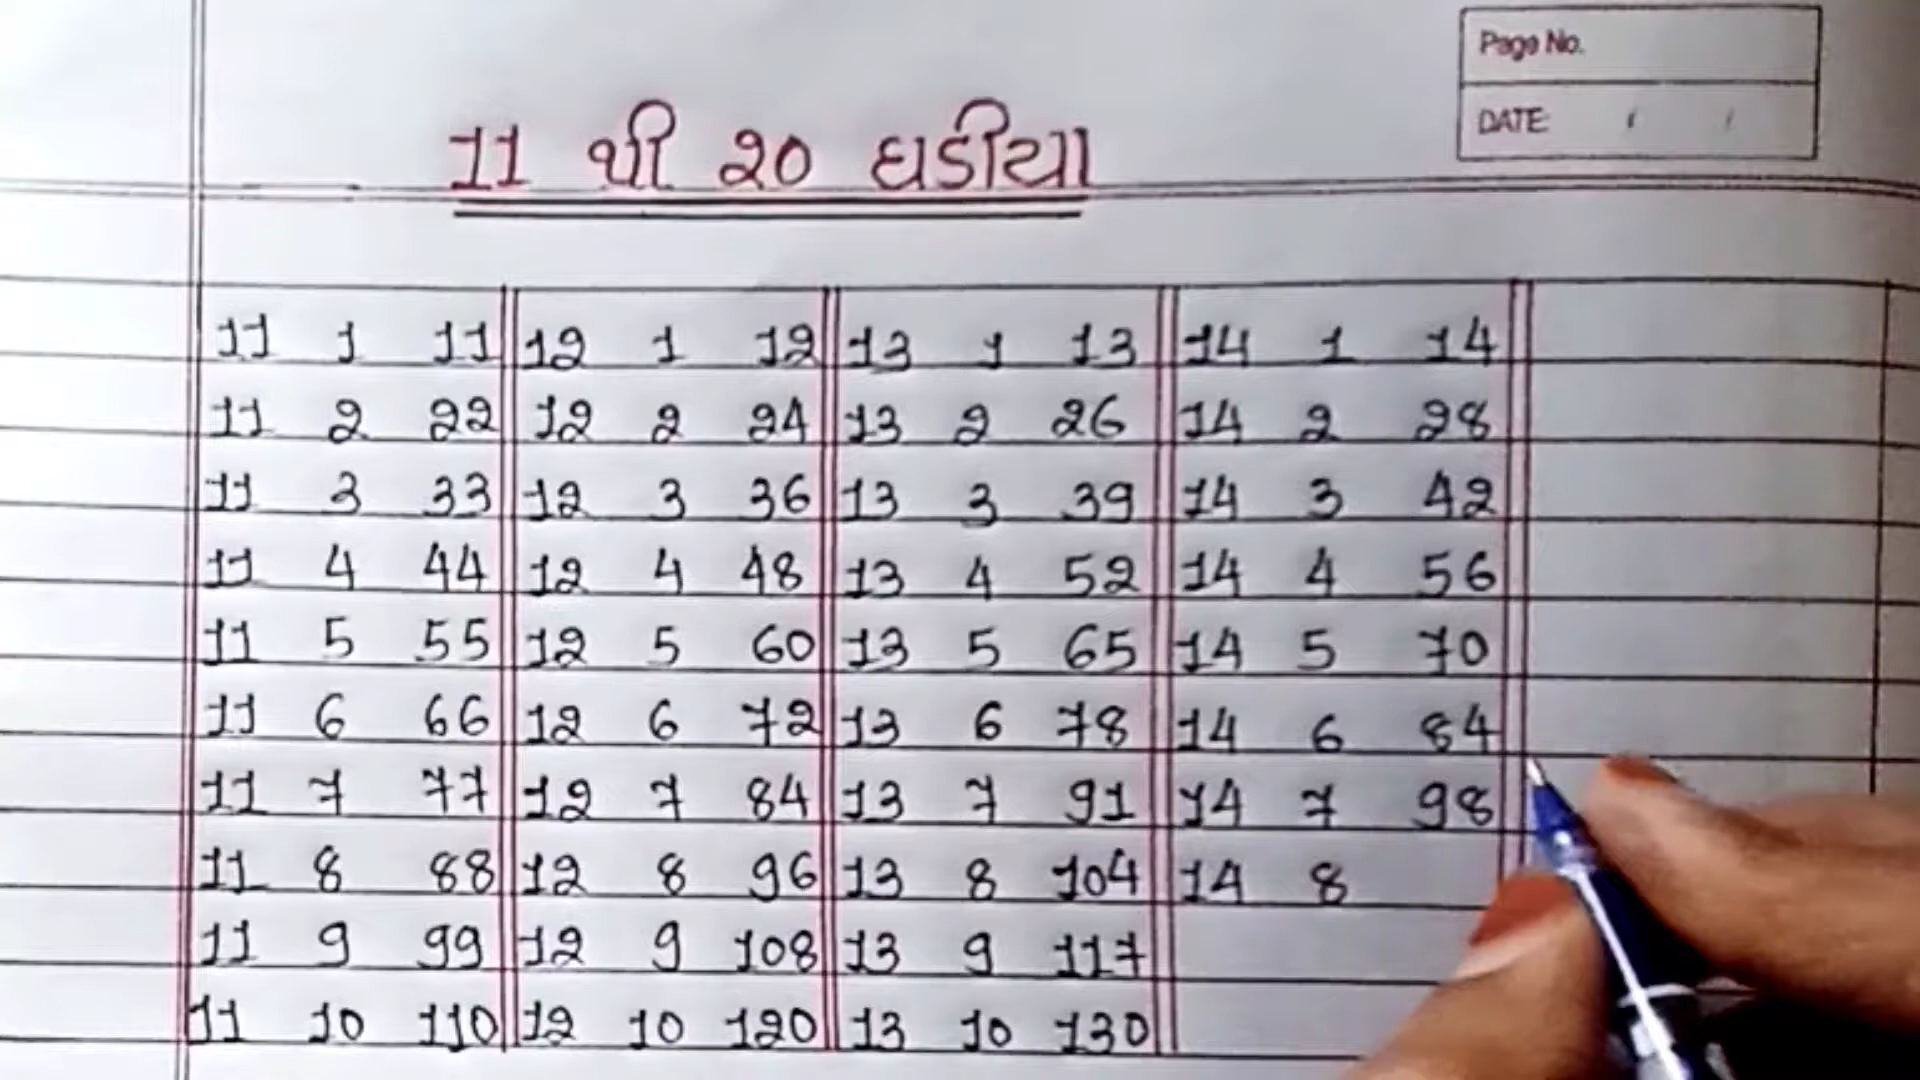 Page No.
DATE / /
11 થી 20 ઘડીયા
11 1 11 12 1 12 13 1 13 14 1 14
11 2 22 12 2 24 13 2 26 14 2 28
11 3 33 12 3 36 13 3 39 14 3 42
11 4 44 12 4 48 13 4 52 14 4 56
11 5 55 12 5 60 13 5 65 14 5 70
11 6 66 12 6 72 13 6 78 14 6 84
11 7 77 12 7 84 13 7 91 14 7 98
11 8 88 12 8 96 13 8 104 14 8
11 9 99 12 9 108 13 9 117
11 10 110 12 10 120 13 10 130